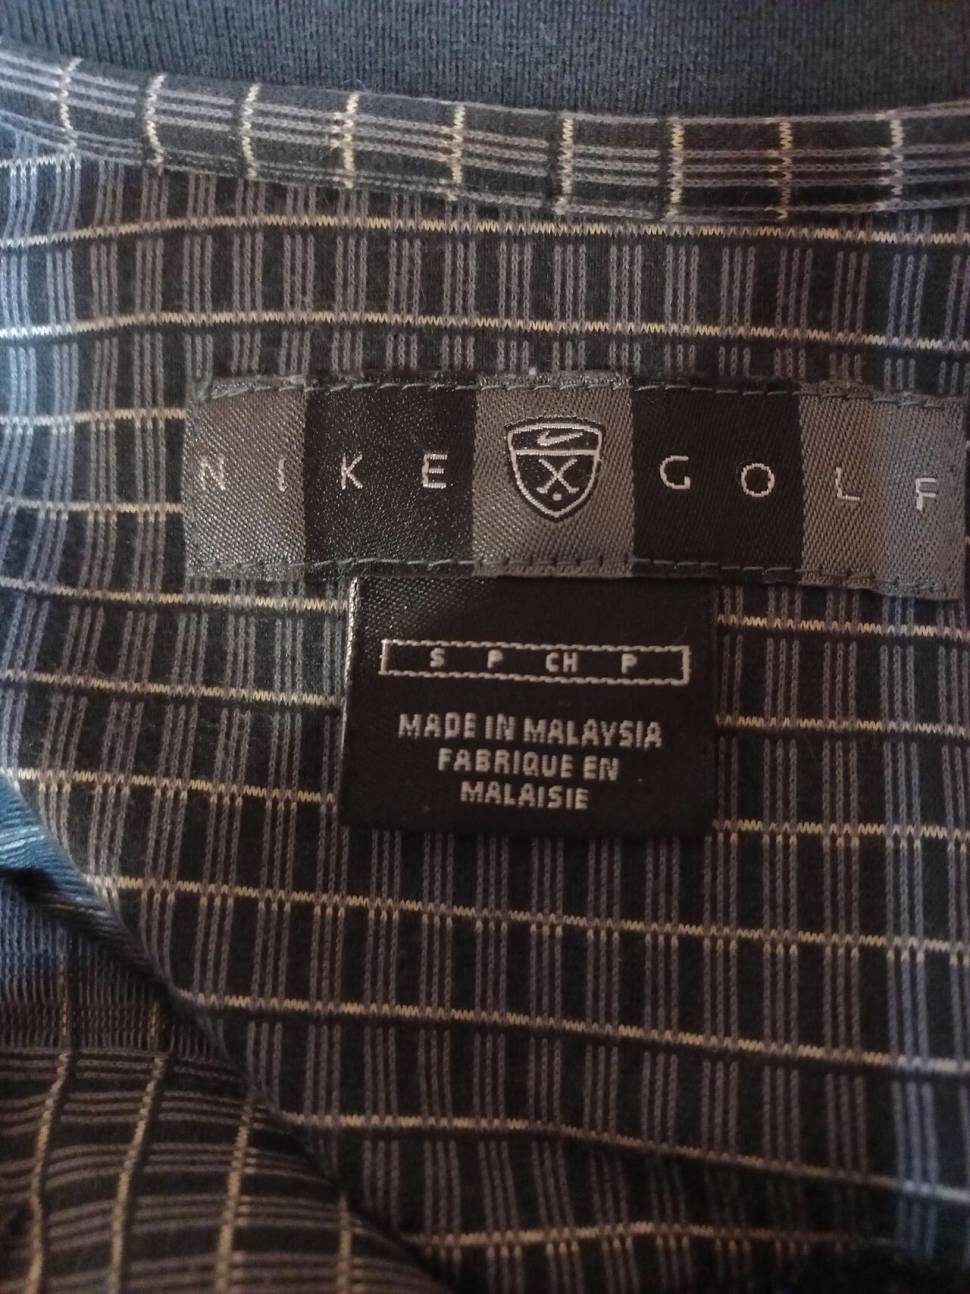 NIKE GOLF
S P CH P
MADE IN MALAYSIA
FABRIQUE EN
MALAISIE